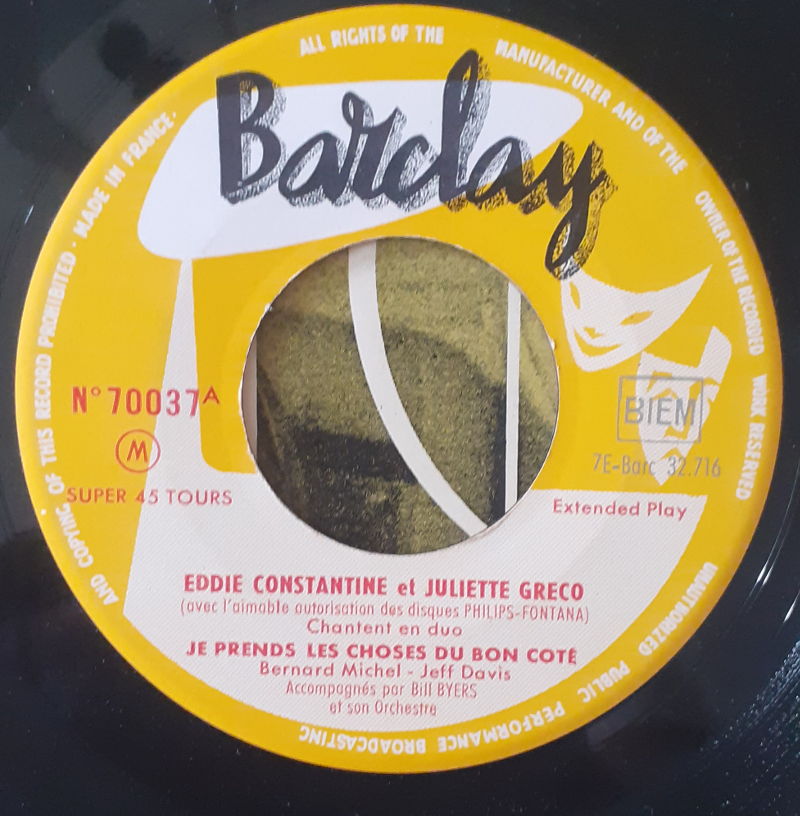 ALL RIGHTS OF THE MANUFACTURER AND OF THE OWNER OF THE RECORDED WORK RESERVED
UNAUTHORIZED PUBLIC PERFORMANCE BROADCASTING AND COPYING OF THIS RECORD PROHIBITED · MADE IN FRANCE·
Barclay
N° 70037 A
M
SUPER 45 TOURS
BIEM
7E-Barc 32.716
Extended Play
EDDIE CONSTANTINE et JULIETTE GRECO
(avec l'aimable autorisation des disques PHILIPS-FONTANA)
Chantent en duo
JE PRENDS LES CHOSES DU BON COTÉ
Bernard Michel - Jeff Davis
Accompagnés par Bill BYERS
et son Orchestre